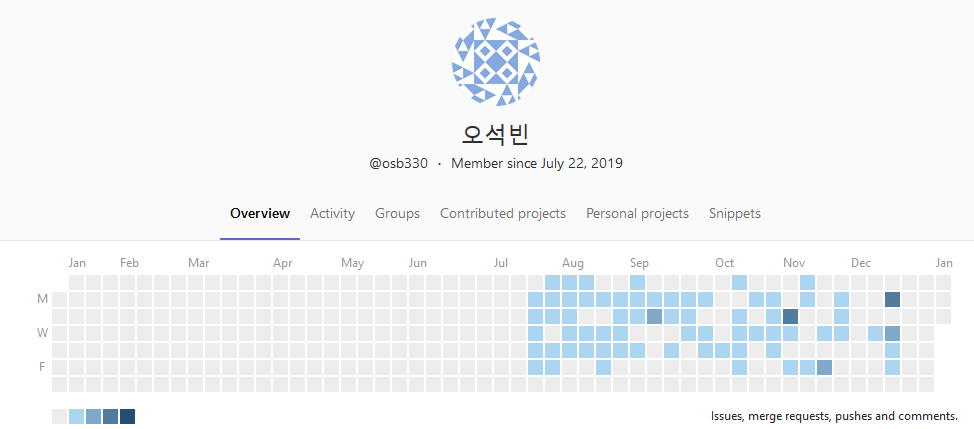 오석빈
@osb330 · Member since July 22, 2019
Overview Activity Groups Contributed projects Personal projects Snippets
Jan Feb Mar Apr May Jun Jul Aug Sep Oct Nov Dec Jan
M
W
F
Issues, merge requests, pushes and comments.